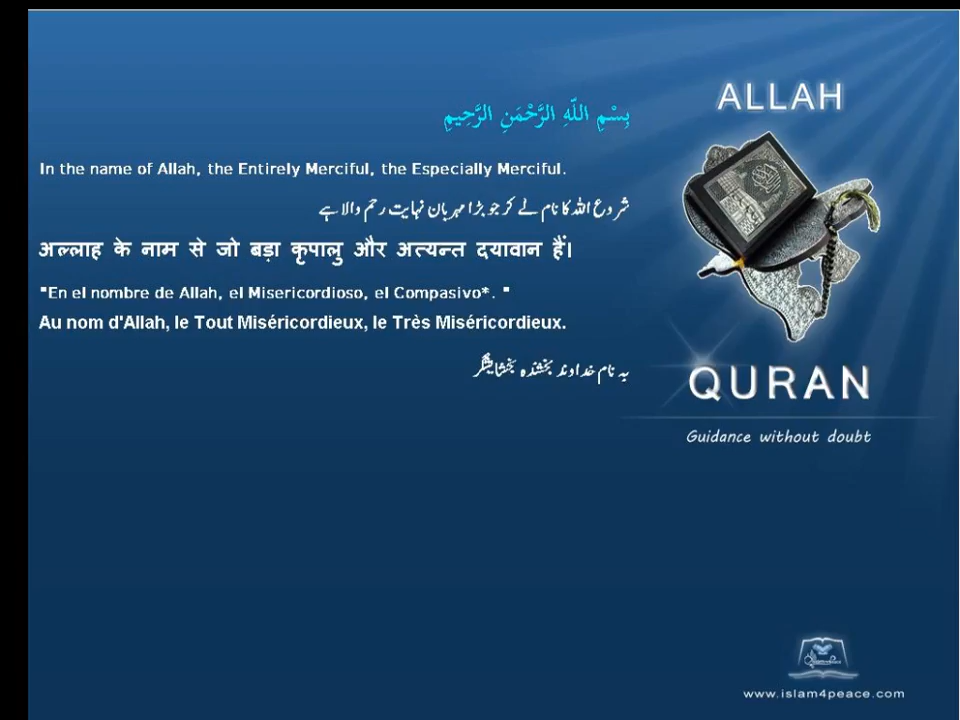 بِسْمِ اللَّهِ الرَّحْمَنِ الرَّحِيمِ
In the name of Allah, the Entirely Merciful, the Especially Merciful.
شروع اللہ کا نام لے کر جو بڑا مہربان نہایت رحم والا ہے
अल्लाह के नाम से जो बड़ा कृपालु और अत्यन्त दयावान हैं।
"En el nombre de Allah, el Misericordioso, el Compasivo*. "
Au nom d'Allah, le Tout Miséricordieux, le Très Miséricordieux.
به نام خداوند بخشنده بخشایشگر
ALLAH
QURAN
Guidance without doubt
www.islam4peace.com